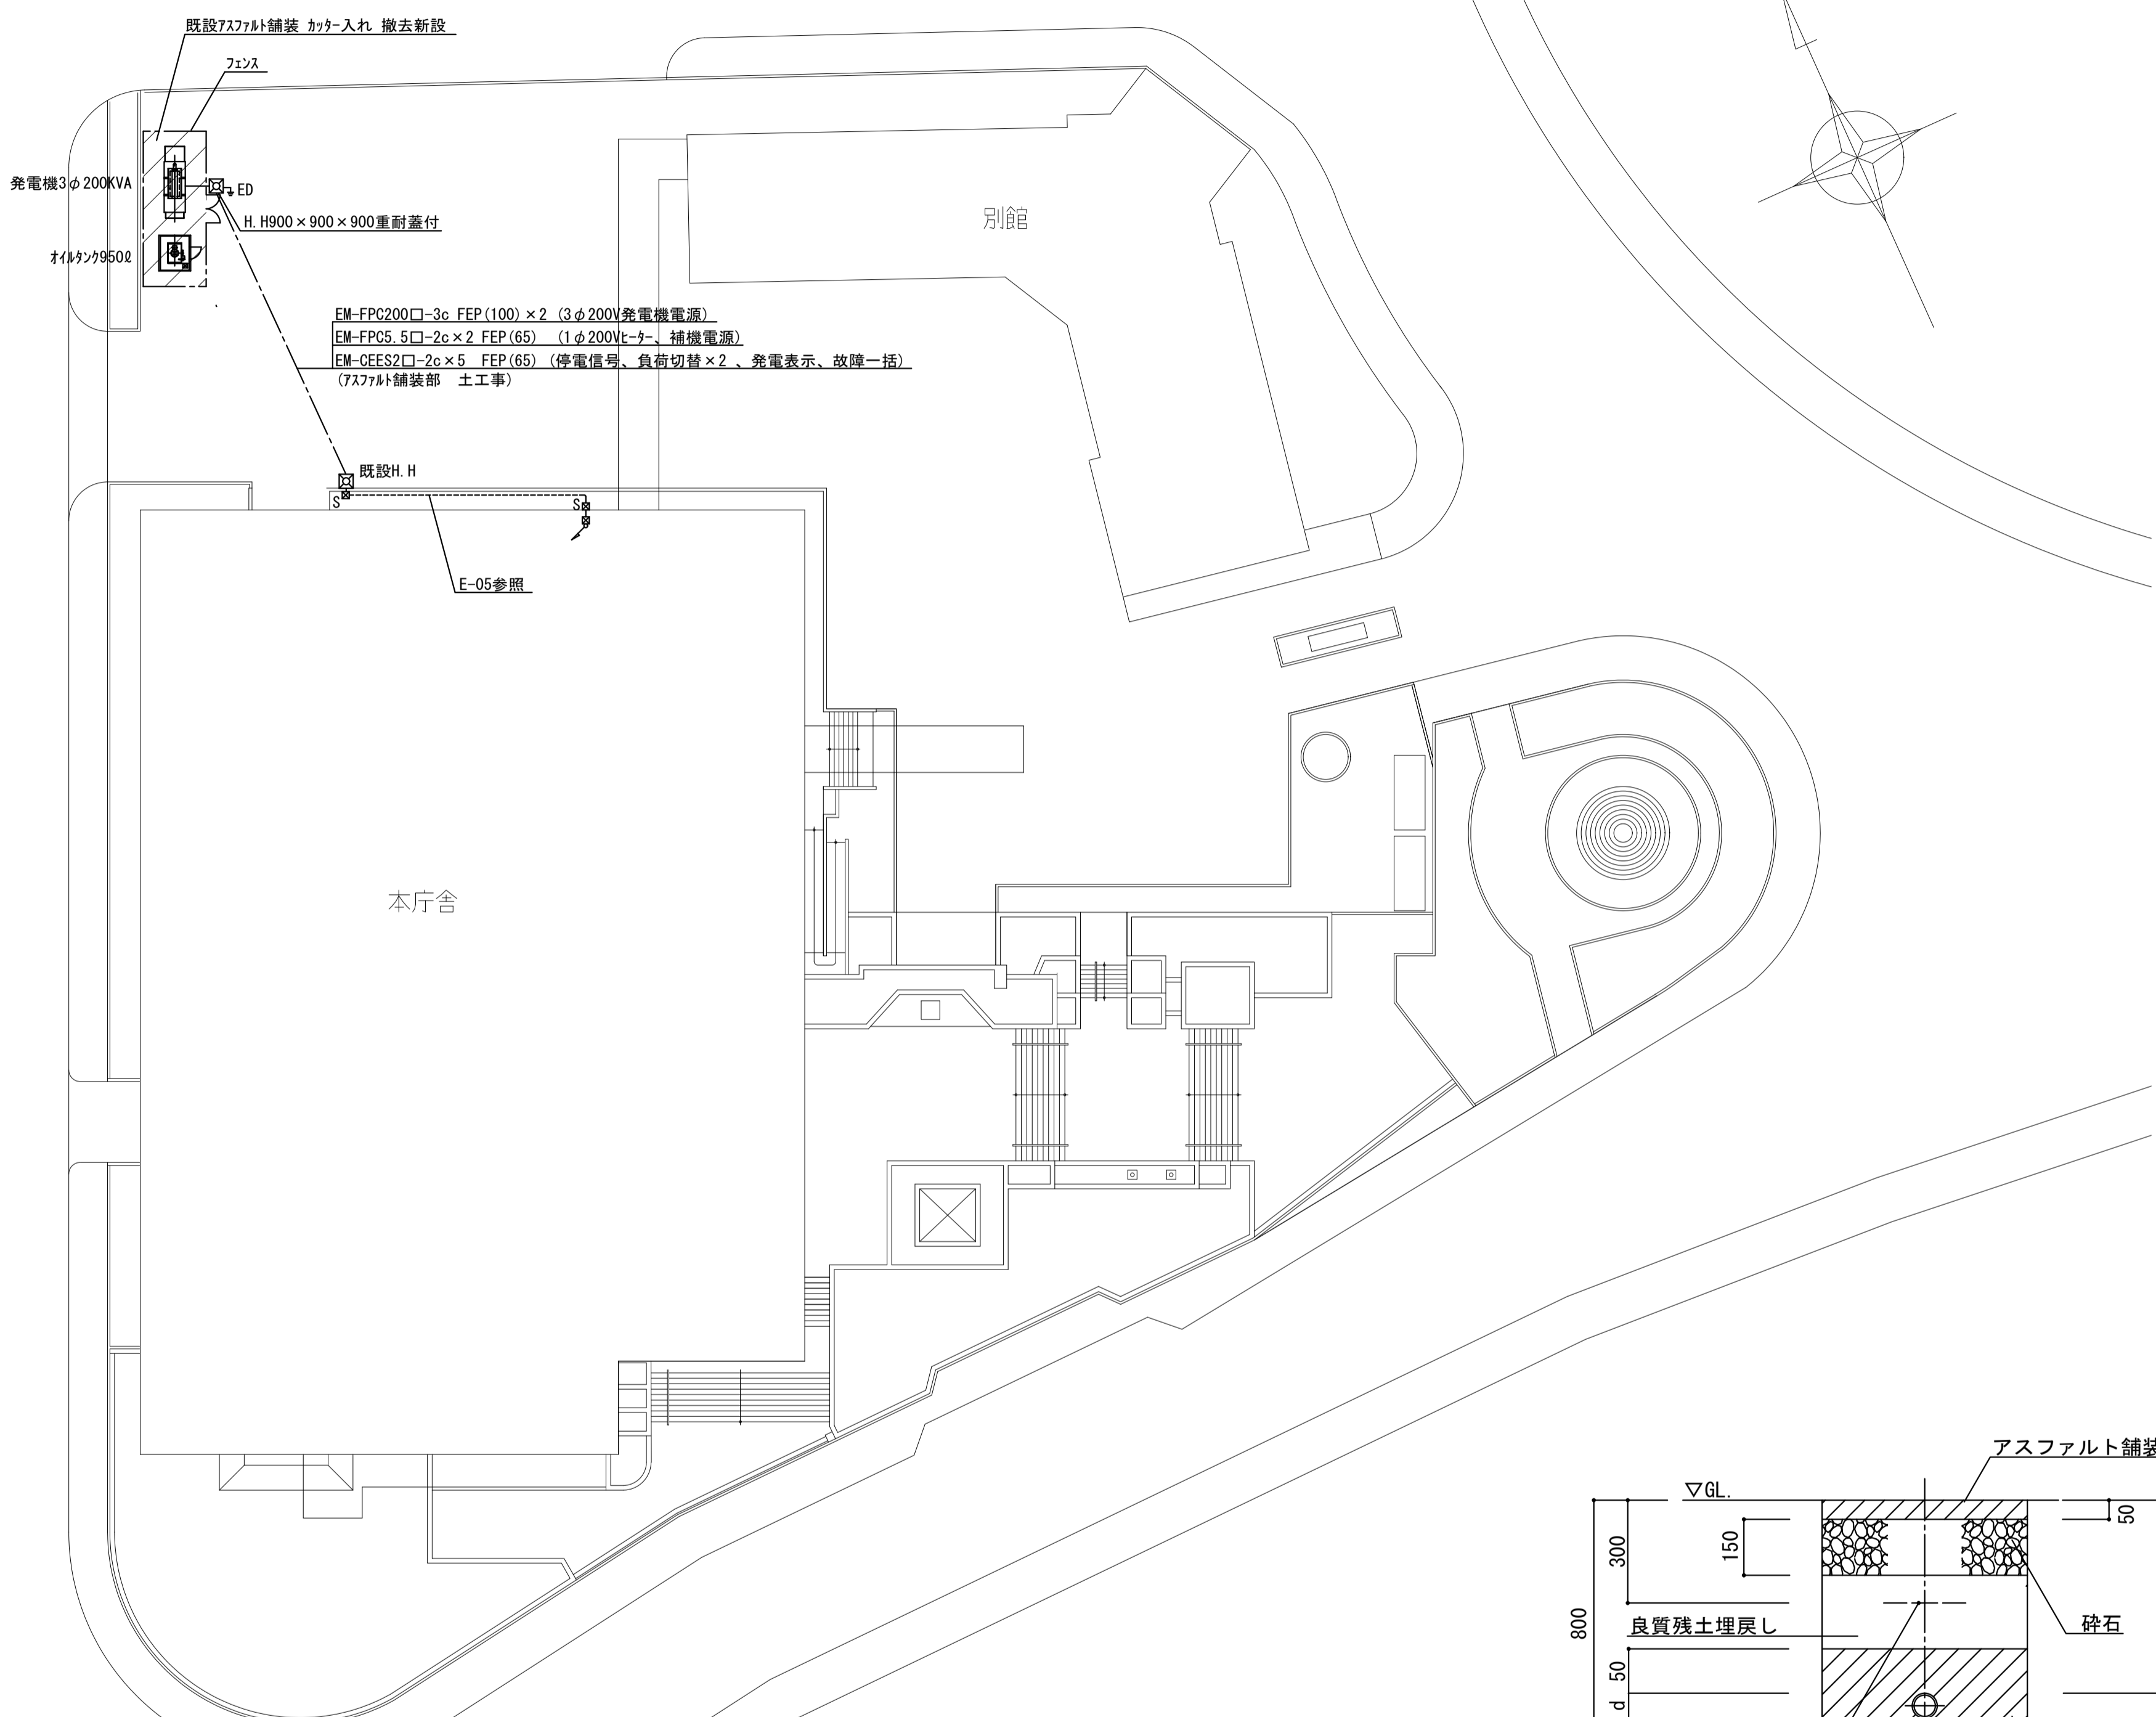 既設アスファルト舗装 カッター入れ 撤去新設
フェンス
発電機3φ200KVA
ED
H.H900×900×900重耐蓋付
オイルタンク950ℓ
別館
EM-FPC200□-3c FEP(100)×2 (3φ200V発電機電源)
EM-FPC5.5□-2c×2 FEP(65) (1φ200Vヒーター、補機電源)
EM-CEES2□-2c×5 FEP(65) (停電信号、負荷切替×2 、発電表示、故障一括)
(アスファルト舗装部 土工事)
既設H.H
S
S
E-05参照
本庁舎
アスファルト舗装
▽GL.
50
150
300
800
良質残土埋戻し
砕石
50
d